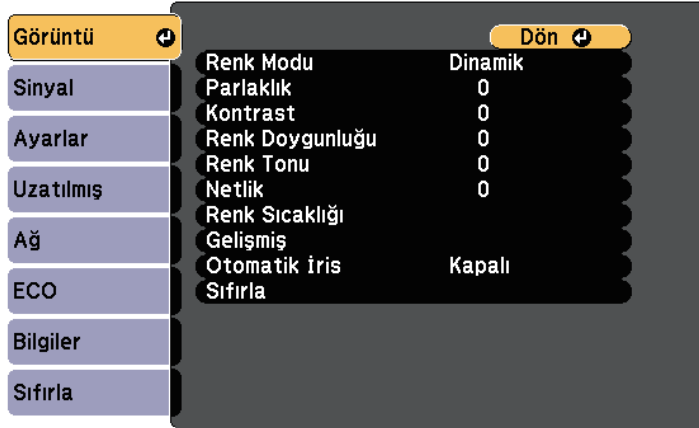 Görüntü
Sinyal
Ayarlar
Uzatılmış
Ağ
ECO
Bilgiler
Sıfırla
Dön
Renk Modu Dinamik
Parlaklık 0
Kontrast 0
Renk Doygunluğu 0
Renk Tonu 0
Netlik 0
Renk Sıcaklığı
Gelişmiş
Otomatik İris Kapalı
Sıfırla